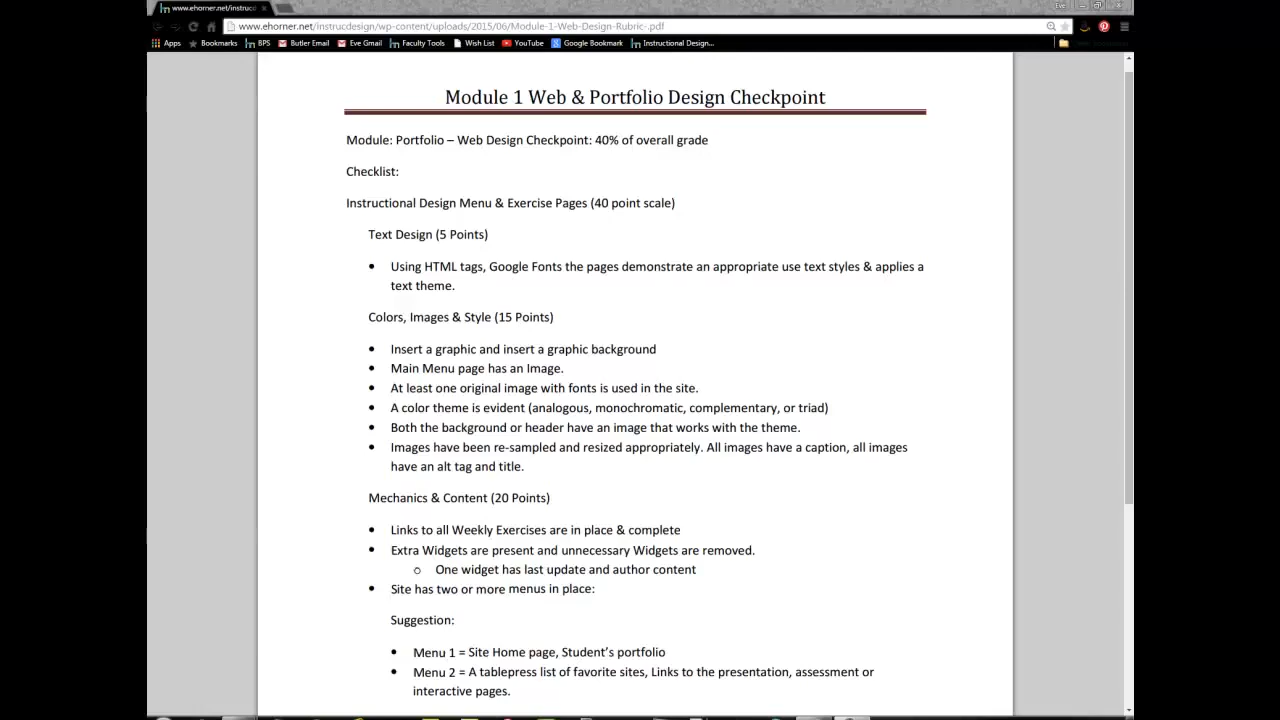 www.ehorner.net/instruc
Eve
www.ehorner.net/instrucdesign/wp-content/uploads/2015/06/Module-1-Web-Design-Rubric-.pdf
Apps Bookmarks BPS Butler Email Eve Gmail Faculty Tools Wish List YouTube Google Bookmark Instructional Design...
Module 1 Web & Portfolio Design Checkpoint
Module: Portfolio – Web Design Checkpoint: 40% of overall grade
Checklist:
Instructional Design Menu & Exercise Pages (40 point scale)
Text Design (5 Points)
• Using HTML tags, Google Fonts the pages demonstrate an appropriate use text styles & applies a
text theme.
Colors, Images & Style (15 Points)
• Insert a graphic and insert a graphic background
• Main Menu page has an Image.
• At least one original image with fonts is used in the site.
• A color theme is evident (analogous, monochromatic, complementary, or triad)
• Both the background or header have an image that works with the theme.
• Images have been re-sampled and resized appropriately. All images have a caption, all images
have an alt tag and title.
Mechanics & Content (20 Points)
• Links to all Weekly Exercises are in place & complete
• Extra Widgets are present and unnecessary Widgets are removed.
o One widget has last update and author content
• Site has two or more menus in place:
Suggestion:
• Menu 1 = Site Home page, Student’s portfolio
• Menu 2 = A tablepress list of favorite sites, Links to the presentation, assessment or
interactive pages.